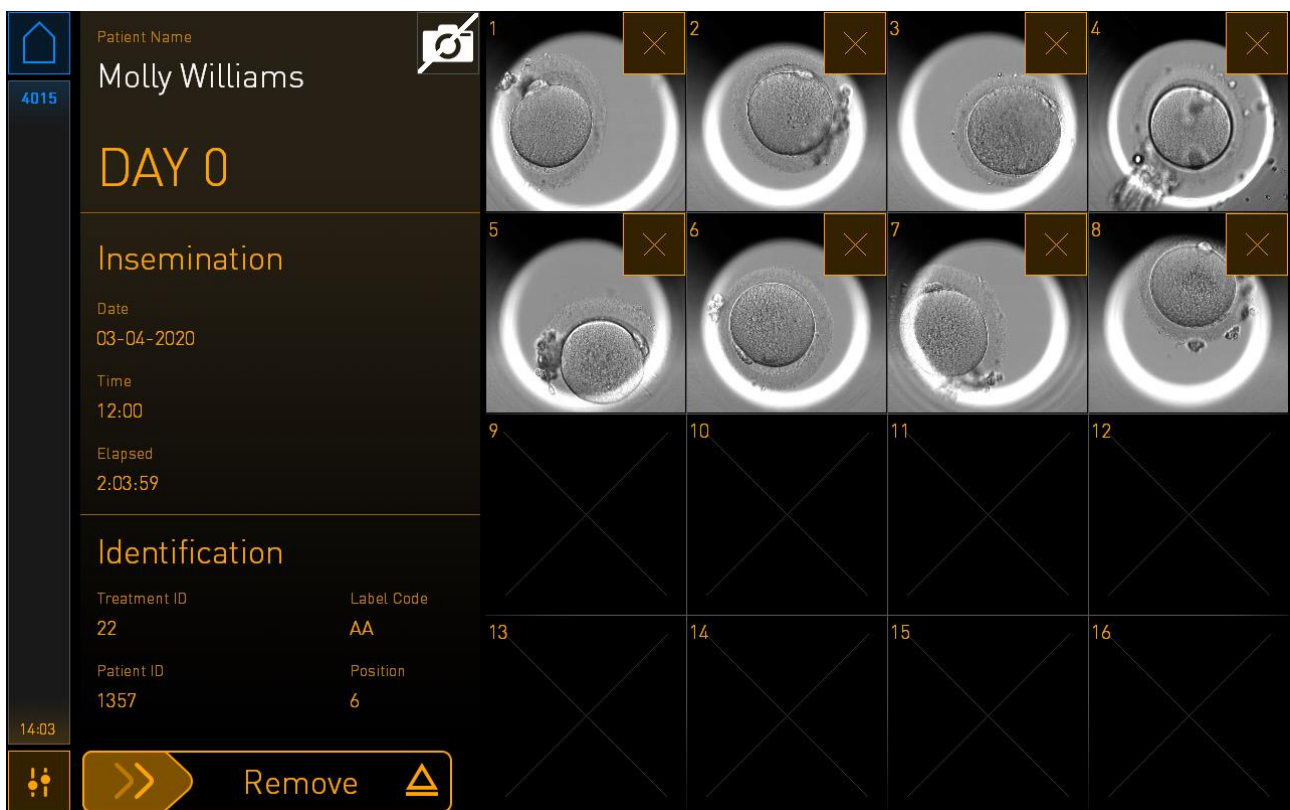 4015
14:03
Patient Name
Molly Williams
DAY 0
Insemination
Date
03-04-2020
Time
12:00
Elapsed
2:03:59
Identification
Treatment ID
Label Code
22
AA
Patient ID
Position
1357
6
Remove
1
2
3
4
5
6
7
8
9
10
11
12
13
14
15
16